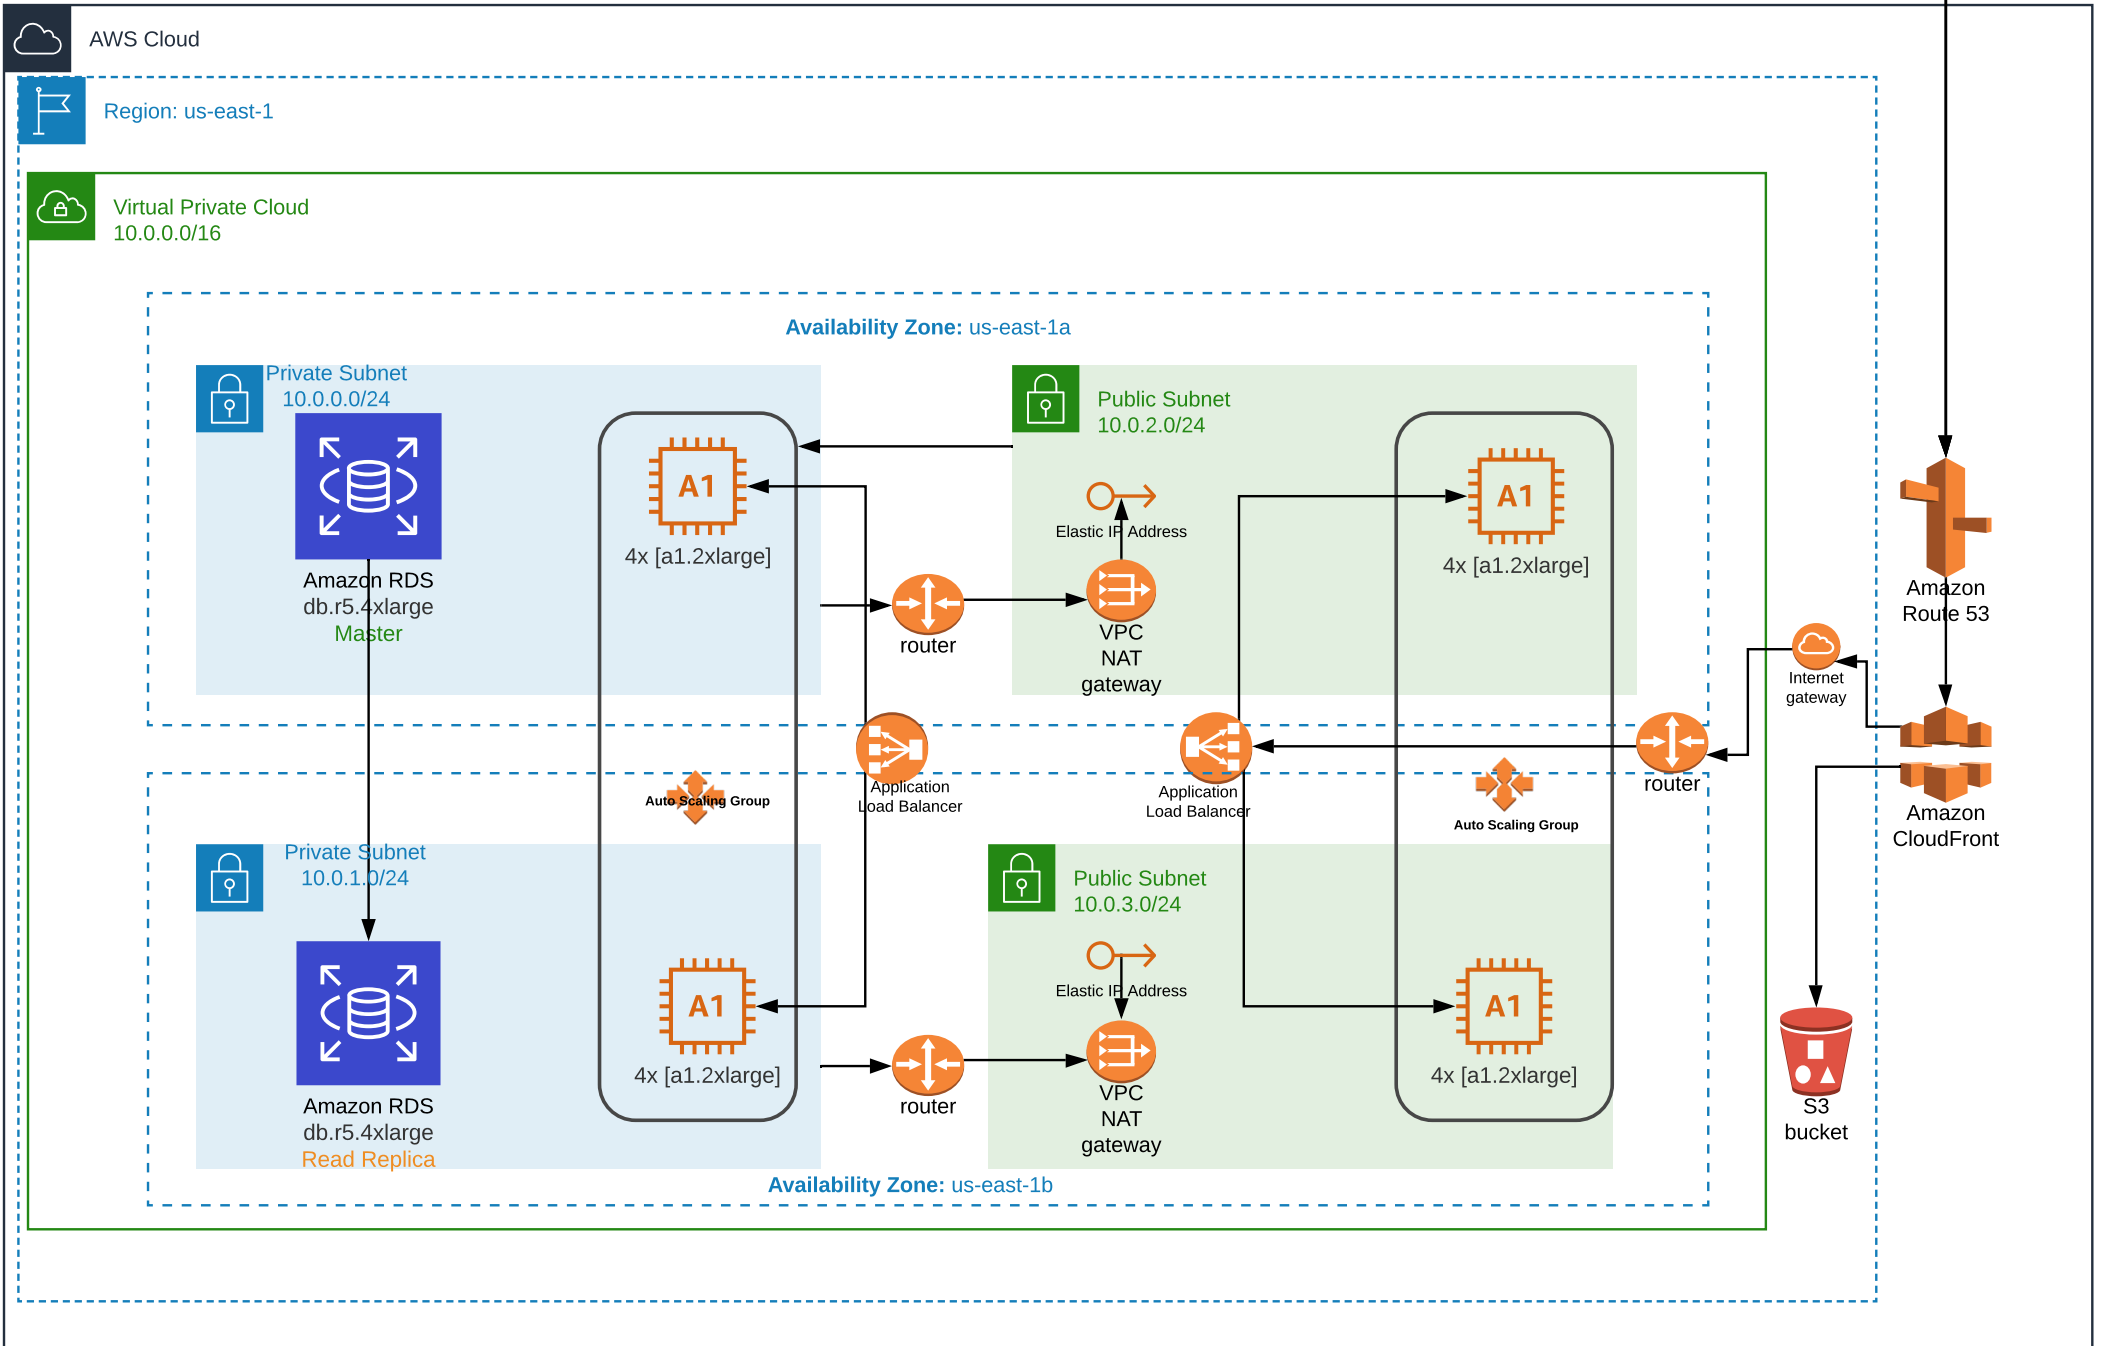 AWS Cloud
Region: us-east-1
Virtual Private Cloud
10.0.0.0/16
Availability Zone: us-east-1a
Private Subnet
10.0.0.0/24
Amazon RDS
db.r5.4xlarge
Master
A1
4x [a1.2xlarge]
router
Public Subnet
10.0.2.0/24
Elastic IP Address
VPC
NAT
gateway
A1
4x [a1.2xlarge]
Amazon
Route 53
Internet
gateway
Auto Scaling Group
Application
Load Balancer
Application
Load Balancer
Auto Scaling Group
router
Amazon
CloudFront
Private Subnet
10.0.1.0/24
Amazon RDS
db.r5.4xlarge
Read Replica
A1
4x [a1.2xlarge]
router
Public Subnet
10.0.3.0/24
Elastic IP Address
VPC
NAT
gateway
A1
4x [a1.2xlarge]
S3
bucket
Availability Zone: us-east-1b